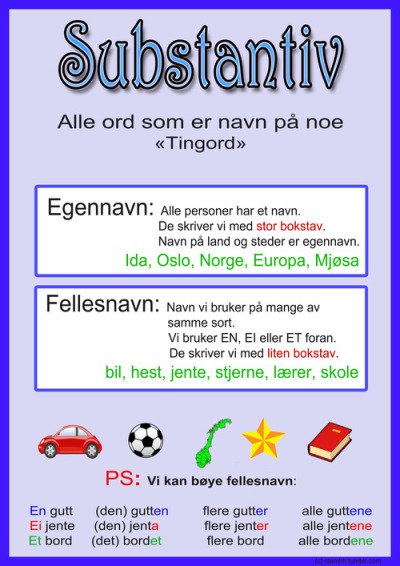 Substantiv
Alle ord som er navn på noe
«Tingord»
Egennavn: Alle personer har et navn.
De skriver vi med stor bokstav.
Navn på land og steder er egennavn.
Ida, Oslo, Norge, Europa, Mjøsa
Fellesnavn: Navn vi bruker på mange av
samme sort.
Vi bruker EN, EI eller ET foran.
De skriver vi med liten bokstav.
bil, hest, jente, stjerne, lærer, skole
PS: Vi kan bøye fellesnavn:
En gutt (den) gutten flere gutter alle guttene
Ei jente (den) jenta flere jenter alle jentene
Et bord (det) bordet flere bord alle bordene